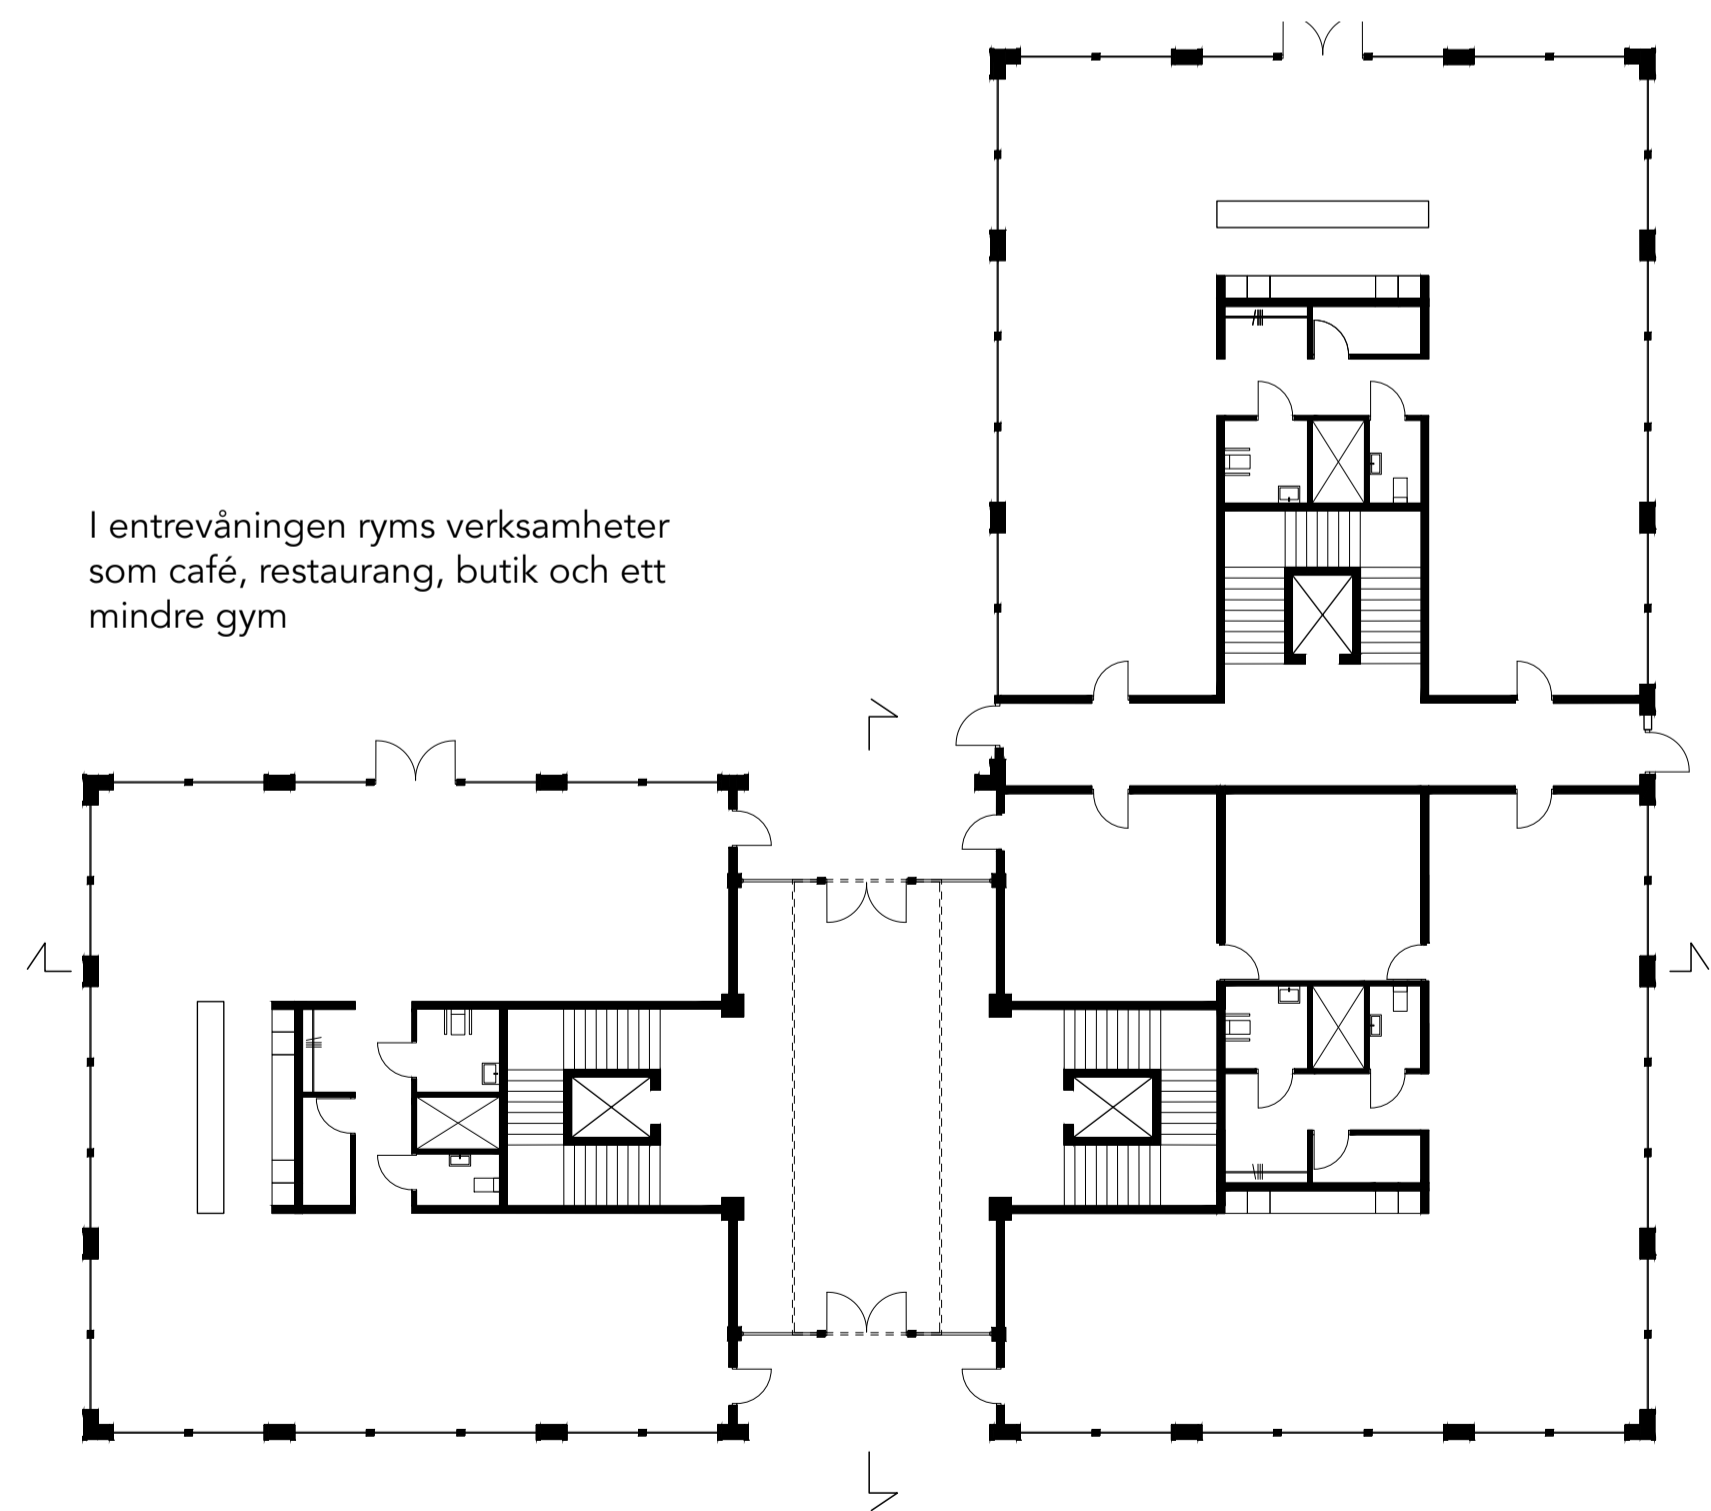 I entrevåningen ryms verksamheter
som café, restaurang, butik och ett
mindre gym